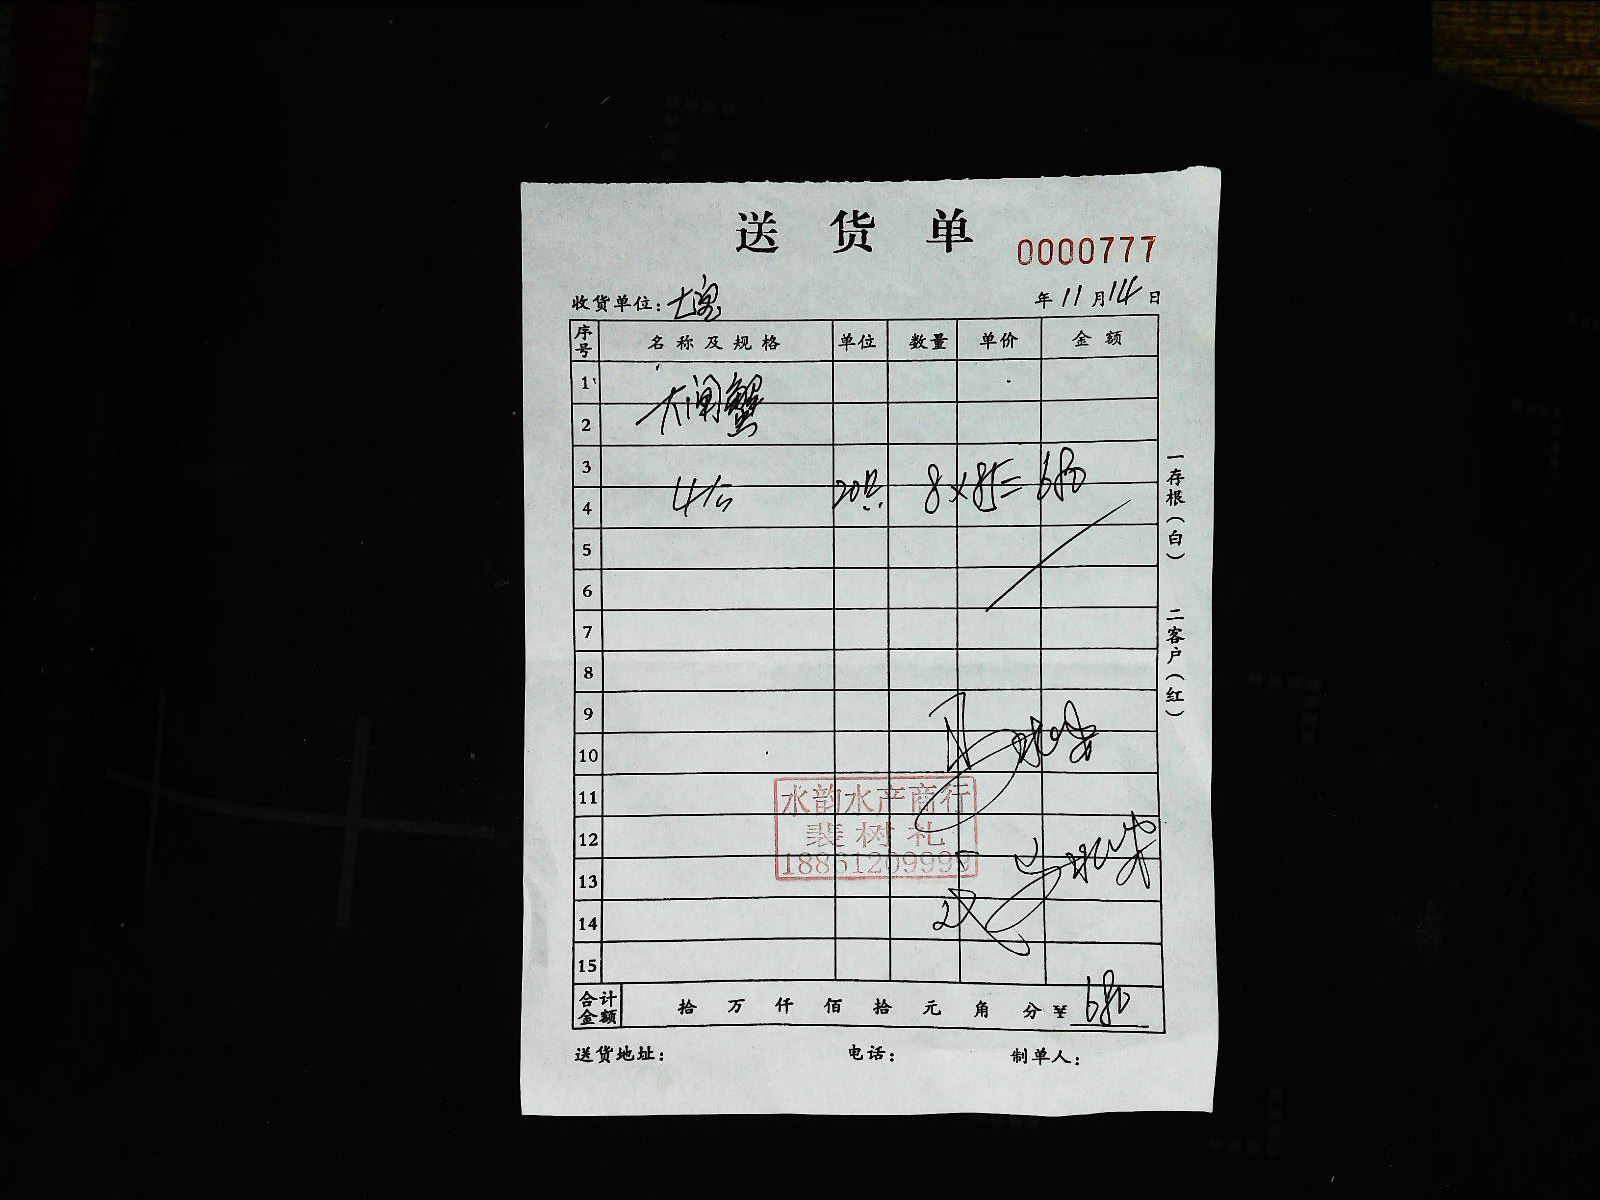 送货单
0000777
收货单位： 年11月14日
序号 名称及规格 单位 数量 单价 金额
1
大闸蟹
2
3
4 20只 8×85=680
5
6
7
8
9
10
11
12
13
14
15
水韵水产商行
裴树礼
合计金额 拾 万 仟 佰 拾 元 角 分 ¥ 680
送货地址： 电话： 制单人：
一存根（白） 二客户（红）